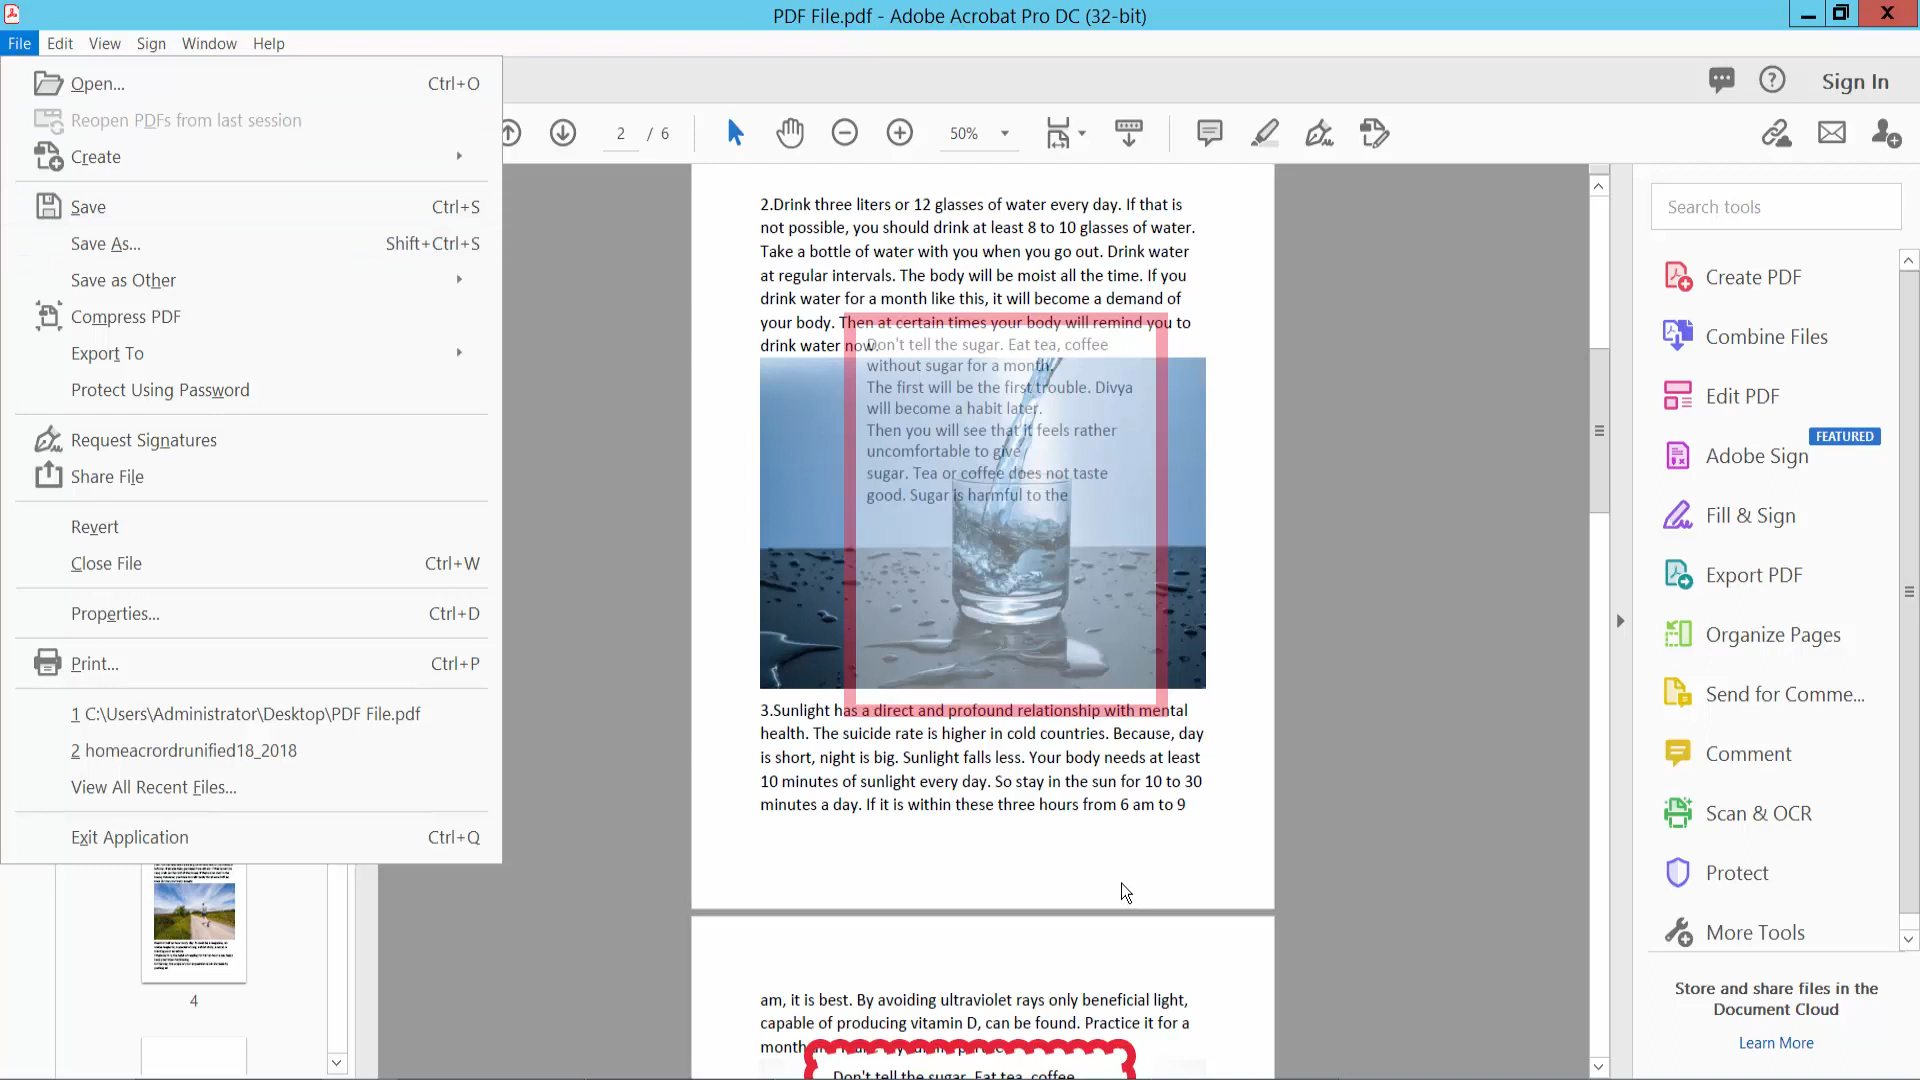 PDF File.pdf - Adobe Acrobat Pro DC (32-bit)
File Edit View Sign Window Help
Open... Ctrl+O
Reopen PDFs from last session
Create
Save Ctrl+S
Save As... Shift+Ctrl+S
Save as Other
Compress PDF
Export To
Protect Using Password
Request Signatures
Share File
Revert
Close File Ctrl+W
Properties... Ctrl+D
Print... Ctrl+P
1 C:\Users\Administrator\Desktop\PDF File.pdf
2 homeacrordrunified18_2018
View All Recent Files...
Exit Application Ctrl+Q
4
Sign In
2 / 6
50%
2.Drink three liters or 12 glasses of water every day. If that is
not possible, you should drink at least 8 to 10 glasses of water.
Take a bottle of water with you when you go out. Drink water
at regular intervals. The body will be moist all the time. If you
drink water for a month like this, it will become a demand of
your body. Then at certain times your body will remind you to
drink water now.
Don't tell the sugar. Eat tea, coffee
without sugar for a month.
The first will be the first trouble. Divya
will become a habit later.
Then you will see that it feels rather
uncomfortable to give
sugar. Tea or coffee does not taste
good. Sugar is harmful to the
3.Sunlight has a direct and profound relationship with mental
health. The suicide rate is higher in cold countries. Because, day
is short, night is big. Sunlight falls less. Your body needs at least
10 minutes of sunlight every day. So stay in the sun for 10 to 30
minutes a day. If it is within these three hours from 6 am to 9
am, it is best. By avoiding ultraviolet rays only beneficial light,
capable of producing vitamin D, can be found. Practice it for a
month
Don't tell the sugar. Eat tea, coffee
Search tools
Create PDF
Combine Files
Edit PDF
FEATURED
Adobe Sign
Fill & Sign
Export PDF
Organize Pages
Send for Comme...
Comment
Scan & OCR
Protect
More Tools
Store and share files in the
Document Cloud
Learn More